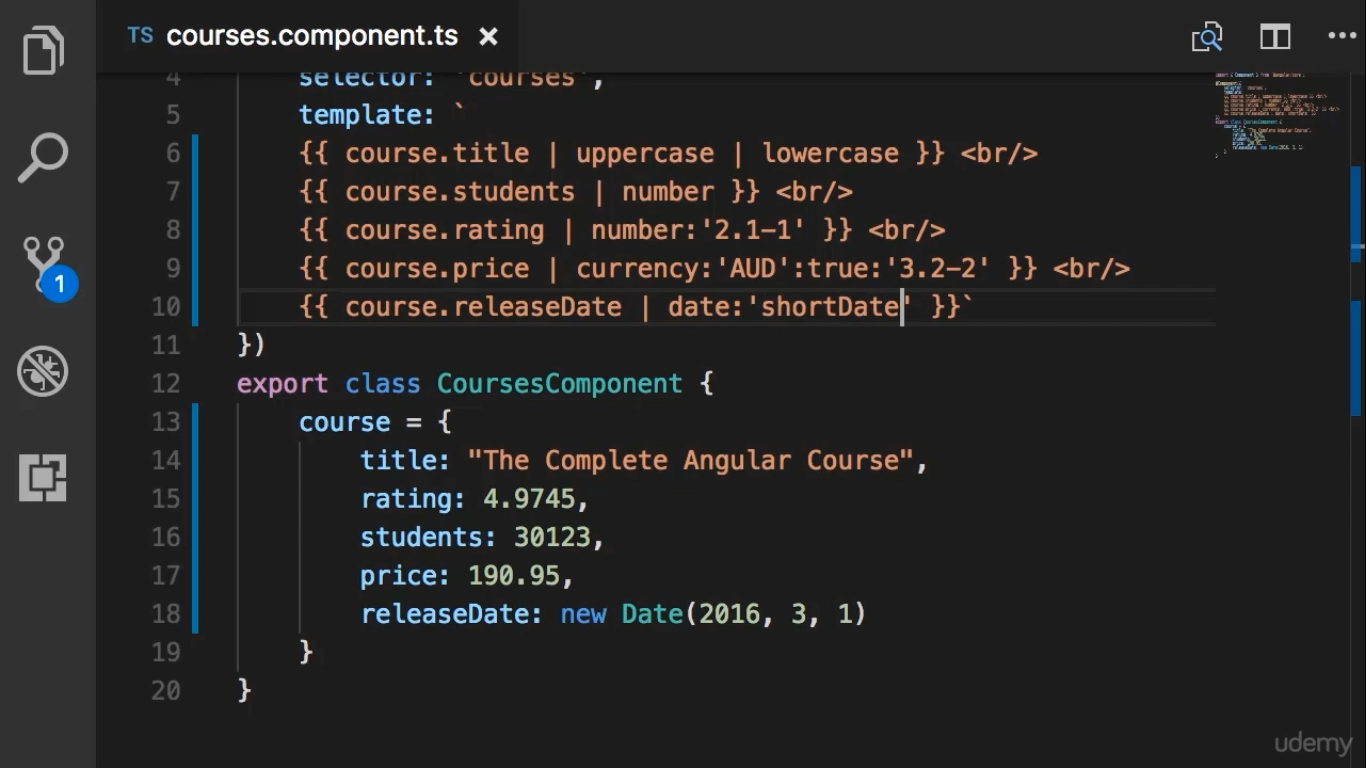 TS courses.component.ts ×
4 selector: 'courses',
5 template: `
6 {{ course.title | uppercase | lowercase }} <br/>
7 {{ course.students | number }} <br/>
8 {{ course.rating | number:'2.1-1' }} <br/>
9 {{ course.price | currency:'AUD':true:'3.2-2' }} <br/>
10 {{ course.releaseDate | date:'shortDate' }}`
11 })
12 export class CoursesComponent {
13 course = {
14 title: "The Complete Angular Course",
15 rating: 4.9745,
16 students: 30123,
17 price: 190.95,
18 releaseDate: new Date(2016, 3, 1)
19 }
20 }
1
udemy